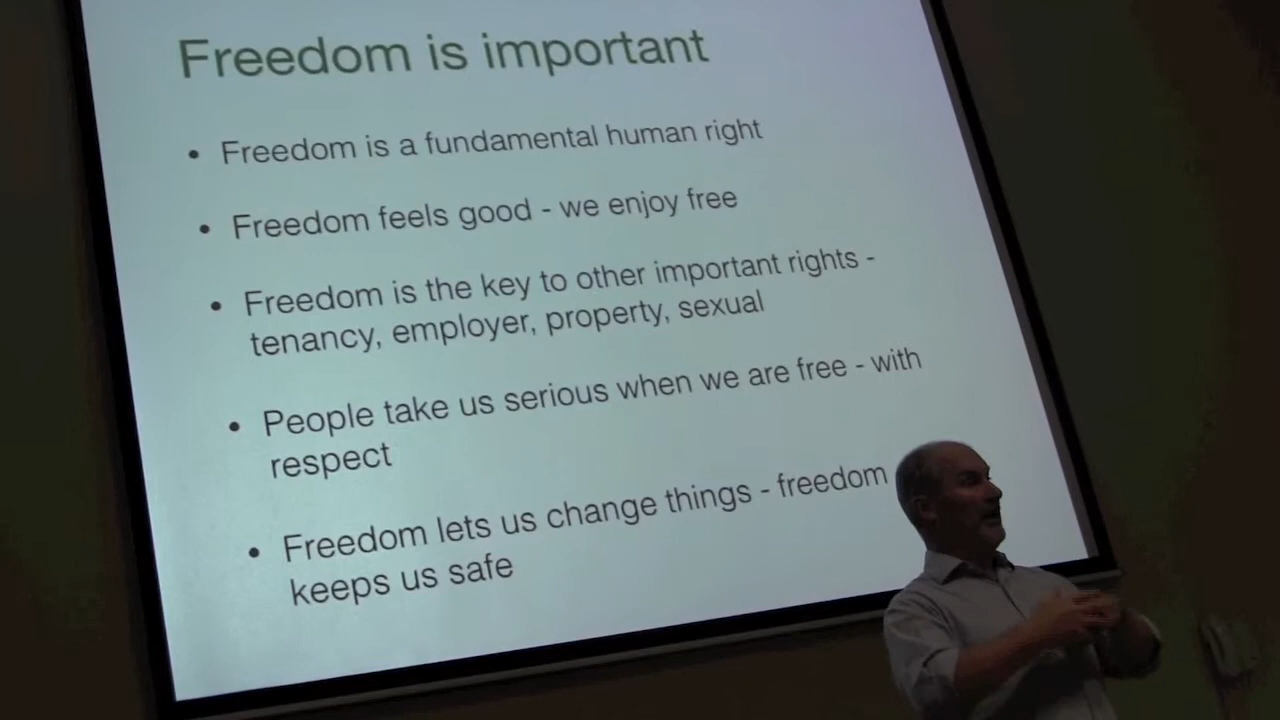 Freedom is important
• Freedom is a fundamental human right
• Freedom feels good - we enjoy free
• Freedom is the key to other important rights -
tenancy, employer, property, sexual
• People take us serious when we are free - with
respect
• Freedom lets us change things - freedom
keeps us safe